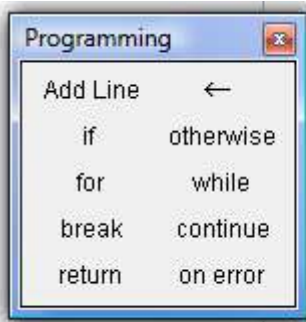 Programming
Add Line ←
if otherwise
for while
break continue
return on error